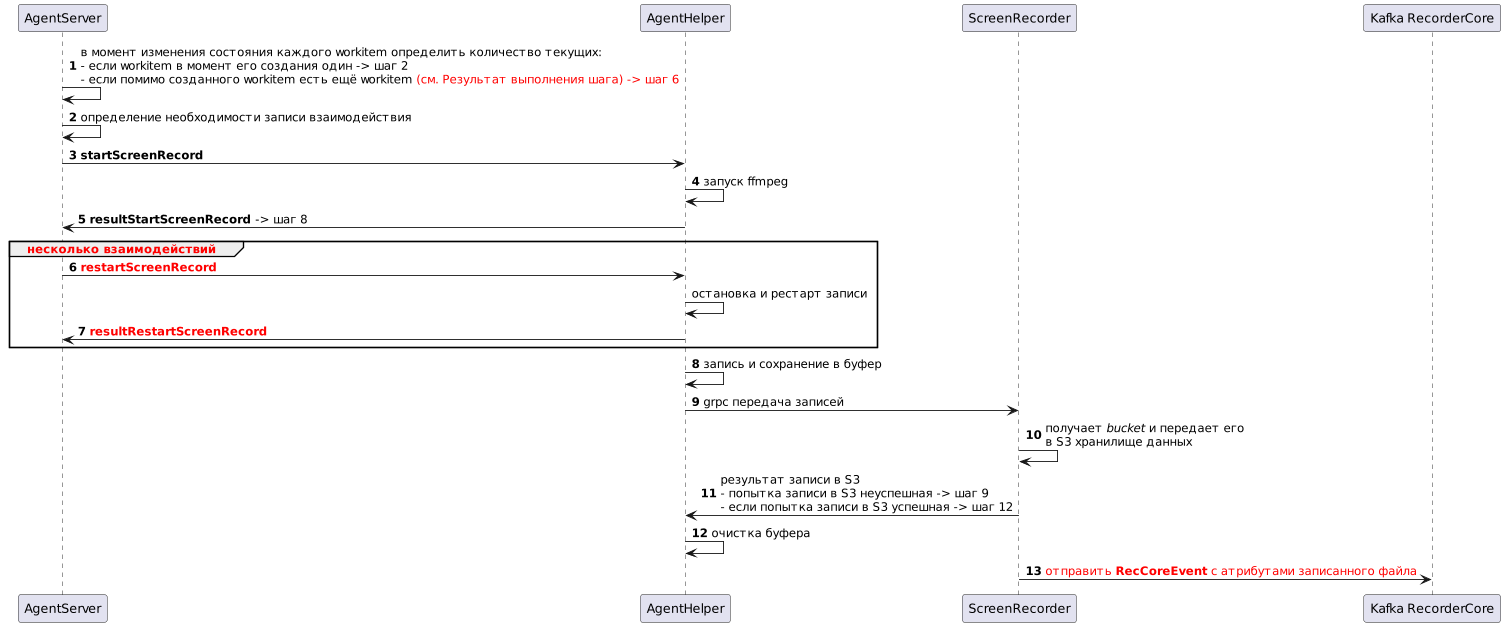 AgentServer
AgentHelper
ScreenRecorder
Kafka RecorderCore
в момент изменения состояния каждого workitem определить количество текущих:
1 - если workitem в момент его создания один -> шаг 2
- если помимо созданного workitem есть ещё workitem (см. Результат выполнения шага) -> шаг 6
2 определение необходимости записи взаимодействия
3 startScreenRecord
4 запуск ffmpeg
5 resultStartScreenRecord -> шаг 8
несколько взаимодействий
6 restartScreenRecord
остановка и рестарт записи
7 resultRestartScreenRecord
8 запись и сохранение в буфер
9 grpc передача записей
10 получает bucket и передает его
в S3 хранилище данных
результат записи в S3
11 - попытка записи в S3 неуспешная -> шаг 9
- если попытка записи в S3 успешная -> шаг 12
12 очистка буфера
13 отправить RecCoreEvent с атрибутами записанного файла
AgentServer
AgentHelper
ScreenRecorder
Kafka RecorderCore